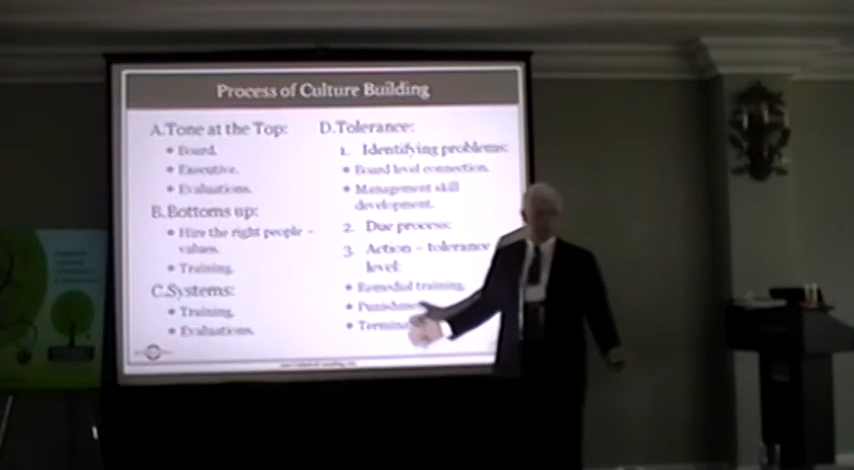 Process of Culture Building
A.Tone at the Top:
Board.
Executive.
Evaluations.
B.Bottoms up:
Hire the right people –
values.
Training.
C.Systems:
Training.
Evaluations.
D.Tolerance:
1. Identifying problems:
Board level connection.
Management skill
development.
2. Due process:
3. Action – tolerance
level:
Remedial training.